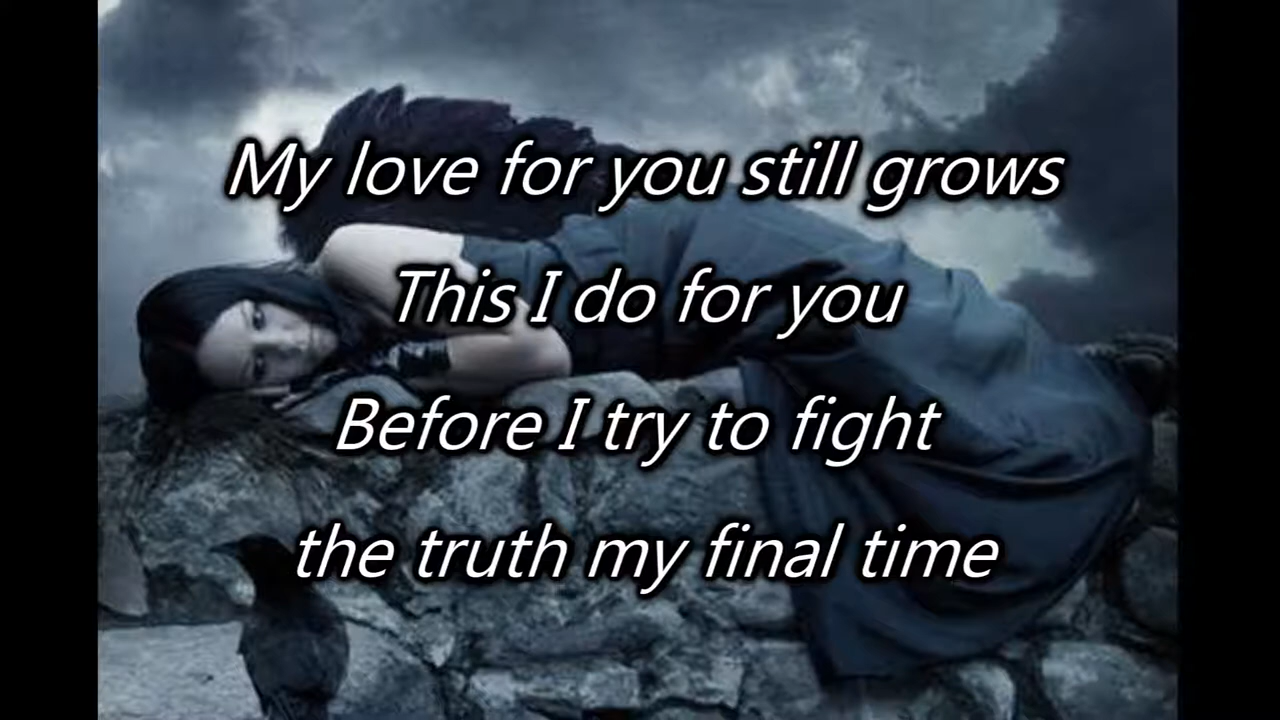 My love for you still grows
This I do for you
Before I try to fight
the truth my final time